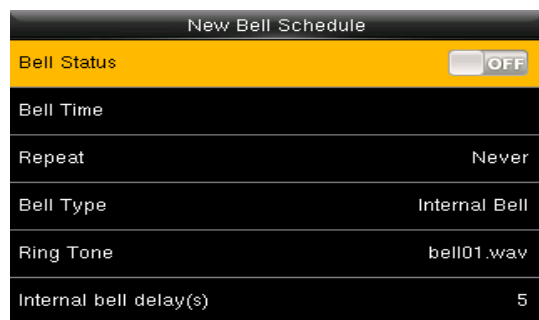 New Bell Schedule
Bell Status OFF
Bell Time
Repeat Never
Bell Type Internal Bell
Ring Tone bell01.wav
Internal bell delay(s) 5